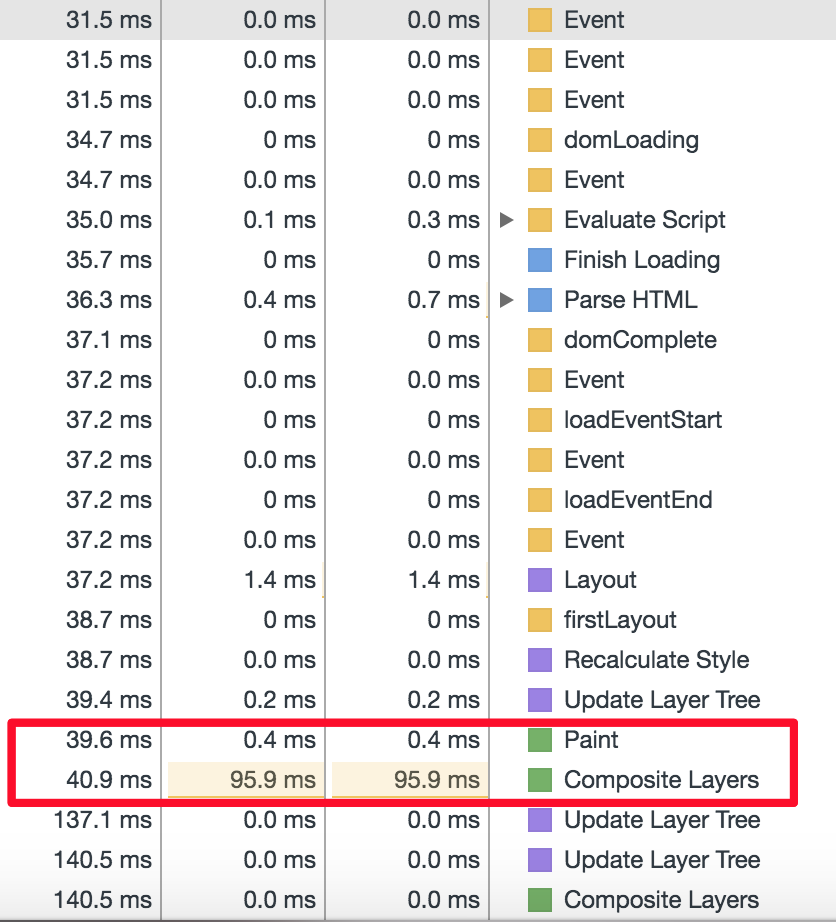 31.5 ms 0.0 ms 0.0 ms Event
31.5 ms 0.0 ms 0.0 ms Event
31.5 ms 0.0 ms 0.0 ms Event
34.7 ms 0 ms 0 ms domLoading
34.7 ms 0.0 ms 0.0 ms Event
35.0 ms 0.1 ms 0.3 ms Evaluate Script
35.7 ms 0 ms 0 ms Finish Loading
36.3 ms 0.4 ms 0.7 ms Parse HTML
37.1 ms 0 ms 0 ms domComplete
37.2 ms 0.0 ms 0.0 ms Event
37.2 ms 0 ms 0 ms loadEventStart
37.2 ms 0.0 ms 0.0 ms Event
37.2 ms 0 ms 0 ms loadEventEnd
37.2 ms 0.0 ms 0.0 ms Event
37.2 ms 1.4 ms 1.4 ms Layout
38.7 ms 0 ms 0 ms firstLayout
38.7 ms 0.0 ms 0.0 ms Recalculate Style
39.4 ms 0.2 ms 0.2 ms Update Layer Tree
39.6 ms 0.4 ms 0.4 ms Paint
40.9 ms 95.9 ms 95.9 ms Composite Layers
137.1 ms 0.0 ms 0.0 ms Update Layer Tree
140.5 ms 0.0 ms 0.0 ms Update Layer Tree
140.5 ms 0.0 ms 0.0 ms Composite Layers